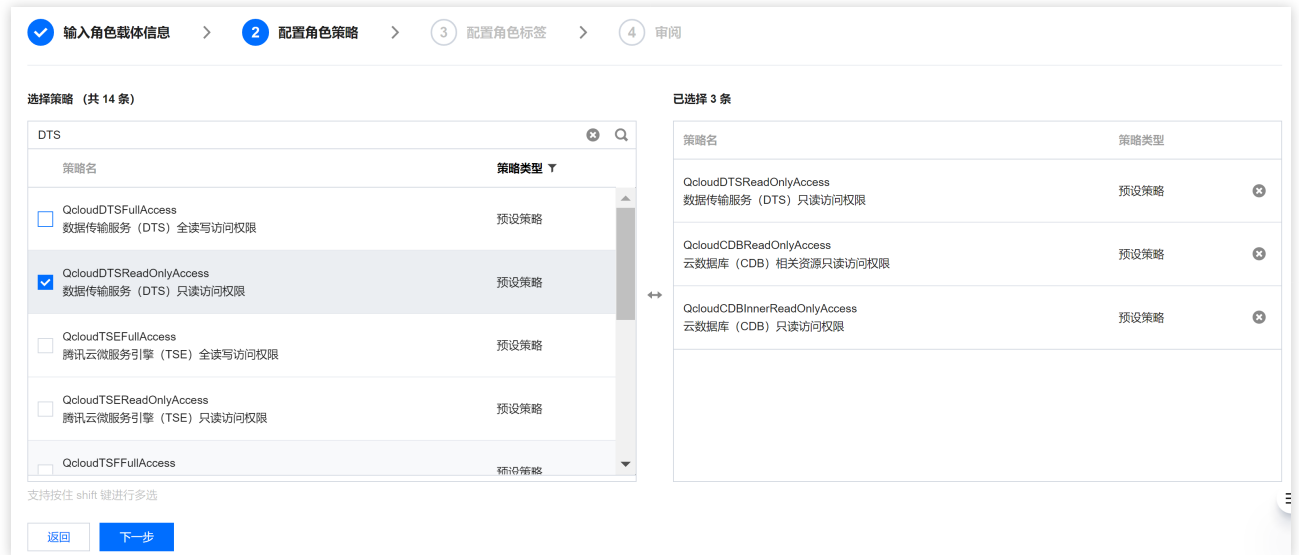 输入角色载体信息
2 配置角色策略
3 配置角色标签
4 审阅
选择策略 (共 14 条)
DTS
策略名 策略类型
QcloudDTSFullAccess
数据传输服务（DTS）全读写访问权限
预设策略
QcloudDTSReadOnlyAccess
数据传输服务（DTS）只读访问权限
预设策略
QcloudTSEFullAccess
腾讯云微服务引擎（TSE）全读写访问权限
预设策略
QcloudTSEReadOnlyAccess
腾讯云微服务引擎（TSE）只读访问权限
预设策略
QcloudTSFFullAccess
预设策略
支持按住 shift 键进行多选
已选择 3 条
策略名 策略类型
QcloudDTSReadOnlyAccess
数据传输服务（DTS）只读访问权限
预设策略
QcloudCDBReadOnlyAccess
云数据库（CDB）相关资源只读访问权限
预设策略
QcloudCDBInnerReadOnlyAccess
云数据库（CDB）只读访问权限
预设策略
返回
下一步